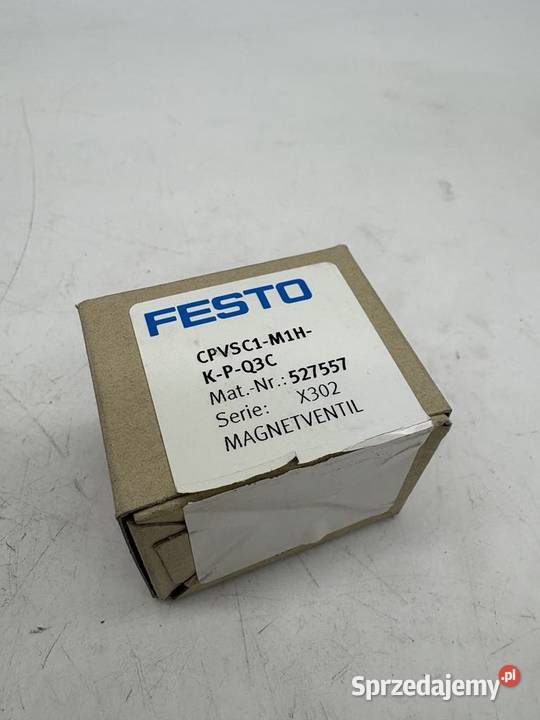 FESTO
CPVSC1-M1H-
K-P-Q3C
Mat.-Nr.: 527557
Serie: X302
MAGNETVENTIL
Sprzedajemy.pl